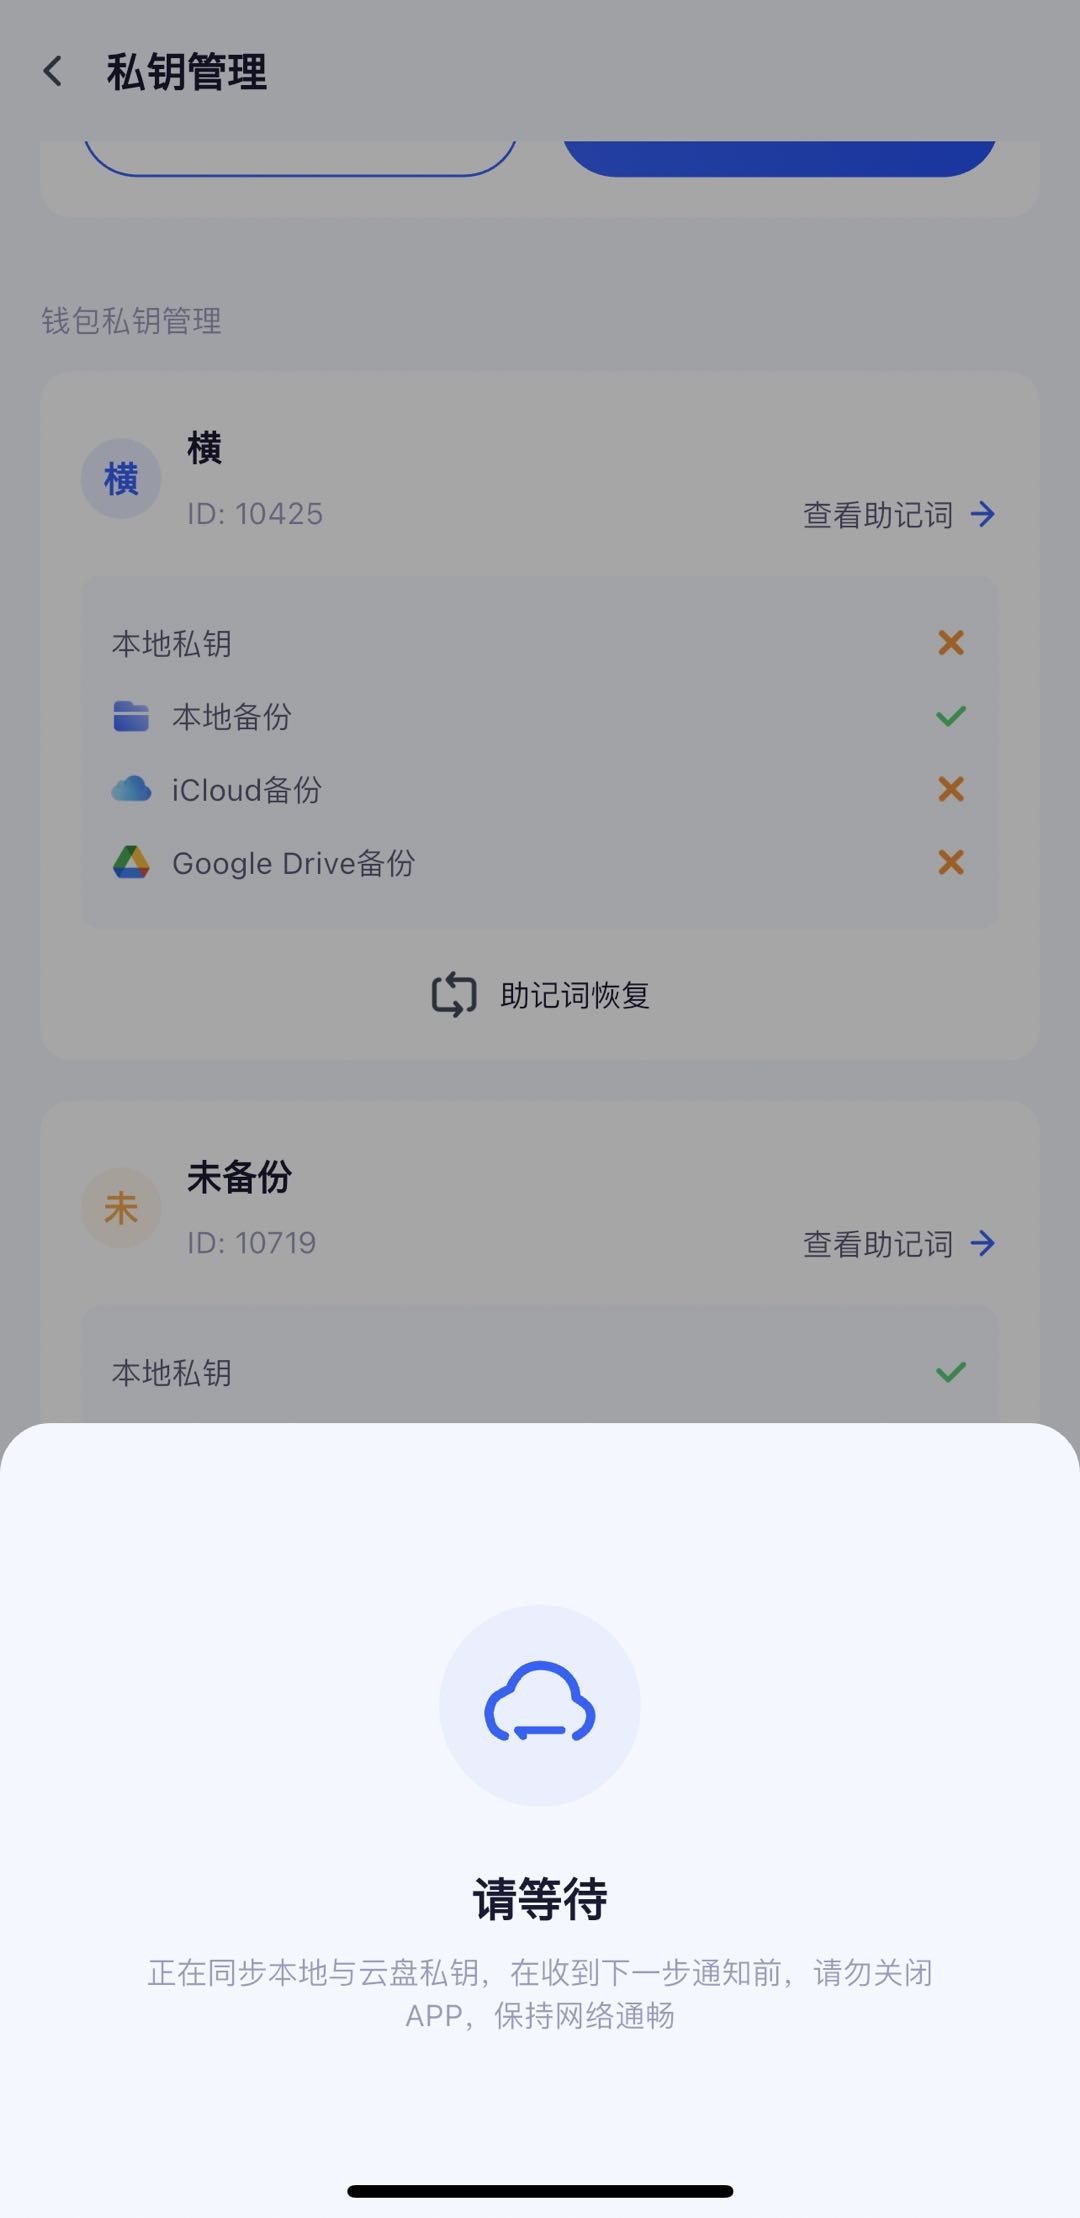 私钥管理
钱包私钥管理
横
横
ID: 10425
查看助记词
本地私钥
本地备份
iCloud备份
Google Drive备份
助记词恢复
未
未备份
ID: 10719
查看助记词
本地私钥
请等待
正在同步本地与云盘私钥，在收到下一步通知前，请勿关闭
APP，保持网络通畅